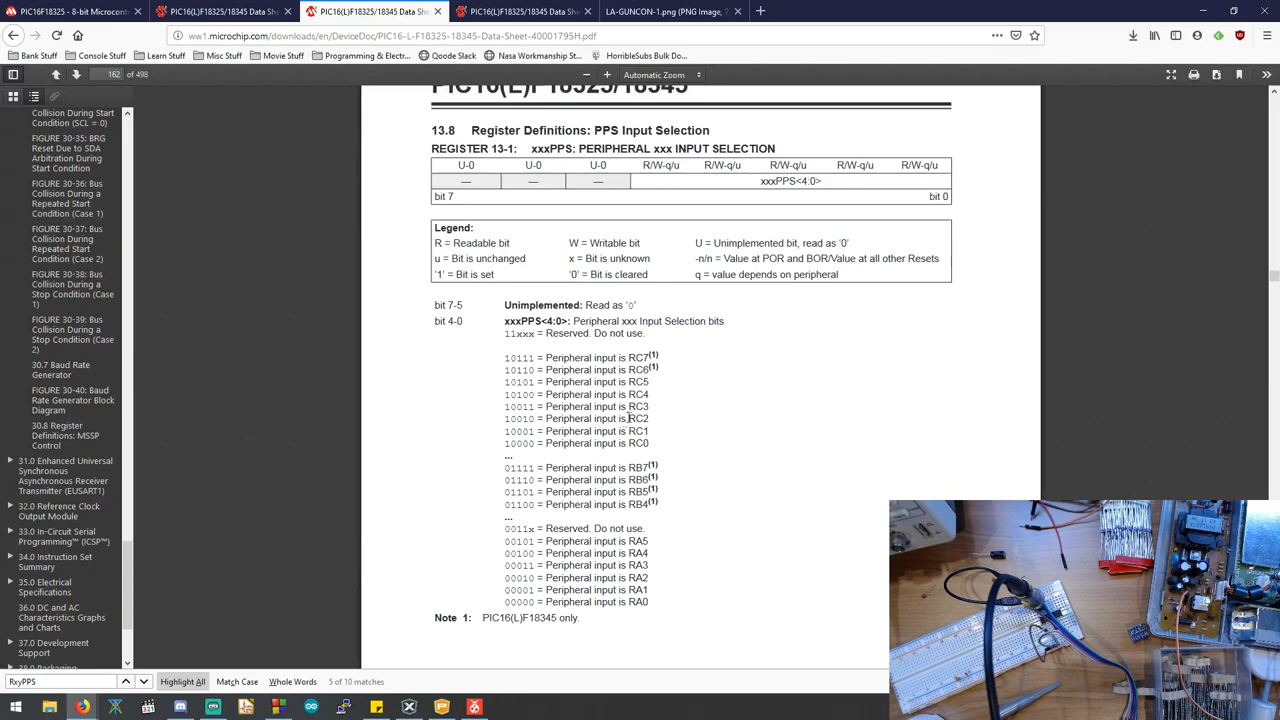 PIC16F18325 - 8-bit Microcont
PIC16(L)F18325/18345 Data She
PIC16(L)F18325/18345 Data She
PIC16(L)F18325/18345 Data She
LA-GUNCON-1.png (PNG Image, 7
ww1.microchip.com/downloads/en/DeviceDoc/PIC16-L-F18325-18345-Data-Sheet-40001795H.pdf
Bank Stuff
Console Stuff
Learn Stuff
Misc Stuff
Movie Stuff
Programming & Electr...
Qode Slack
Nasa Workmanship St...
HorribleSubs Bulk Do...
162 of 498
Automatic Zoom
Collision During Start
Condition (SCL = 0)
FIGURE 30-35: BRG
Reset Due to SDA
Arbitration During
Start Condition
FIGURE 30-36: Bus
Collision During a
Repeated Start
Condition (Case 1)
FIGURE 30-37: Bus
Collision During
Repeated Start
Condition (Case 2)
FIGURE 30-38: Bus
Collision During a
Stop Condition (Case
1)
FIGURE 30-39: Bus
Collision During a
Stop Condition (Case
2)
30.7 Baud Rate
Generator
FIGURE 30-40: Baud
Rate Generator Block
Diagram
30.8 Register
Definitions: MSSP
Control
31.0 Enhanced Universal
Synchronous
Asynchronous Receiver
Transmitter (EUSART1)
32.0 Reference Clock
Output Module
33.0 In-Circuit Serial
Programming™ (ICSP™)
34.0 Instruction Set
Summary
35.0 Electrical
Specifications
36.0 DC and AC
Characteristics Graphs
and Charts
37.0 Development
Support
38.0 Packaging
PIC16(L)F18325/18345
13.8 Register Definitions: PPS Input Selection
REGISTER 13-1: xxxPPS: PERIPHERAL xxx INPUT SELECTION
U-0 U-0 U-0 R/W-q/u R/W-q/u R/W-q/u R/W-q/u R/W-q/u
— — — xxxPPS<4:0>
bit 7 bit 0
Legend:
R = Readable bit W = Writable bit U = Unimplemented bit, read as ‘0’
u = Bit is unchanged x = Bit is unknown -n/n = Value at POR and BOR/Value at all other Resets
‘1’ = Bit is set ‘0’ = Bit is cleared q = value depends on peripheral
bit 7-5 Unimplemented: Read as ‘0’
bit 4-0 xxxPPS<4:0>: Peripheral xxx Input Selection bits
11xxx = Reserved. Do not use.
10111 = Peripheral input is RC7(1)
10110 = Peripheral input is RC6(1)
10101 = Peripheral input is RC5
10100 = Peripheral input is RC4
10011 = Peripheral input is RC3
10010 = Peripheral input is RC2
10001 = Peripheral input is RC1
10000 = Peripheral input is RC0
...
01111 = Peripheral input is RB7(1)
01110 = Peripheral input is RB6(1)
01101 = Peripheral input is RB5(1)
01100 = Peripheral input is RB4(1)
...
0011x = Reserved. Do not use.
00101 = Peripheral input is RA5
00100 = Peripheral input is RA4
00011 = Peripheral input is RA3
00010 = Peripheral input is RA2
00001 = Peripheral input is RA1
00000 = Peripheral input is RA0
Note 1: PIC16(L)F18345 only.
RxyPPS
Highlight All
Match Case
Whole Words
5 of 10 matches